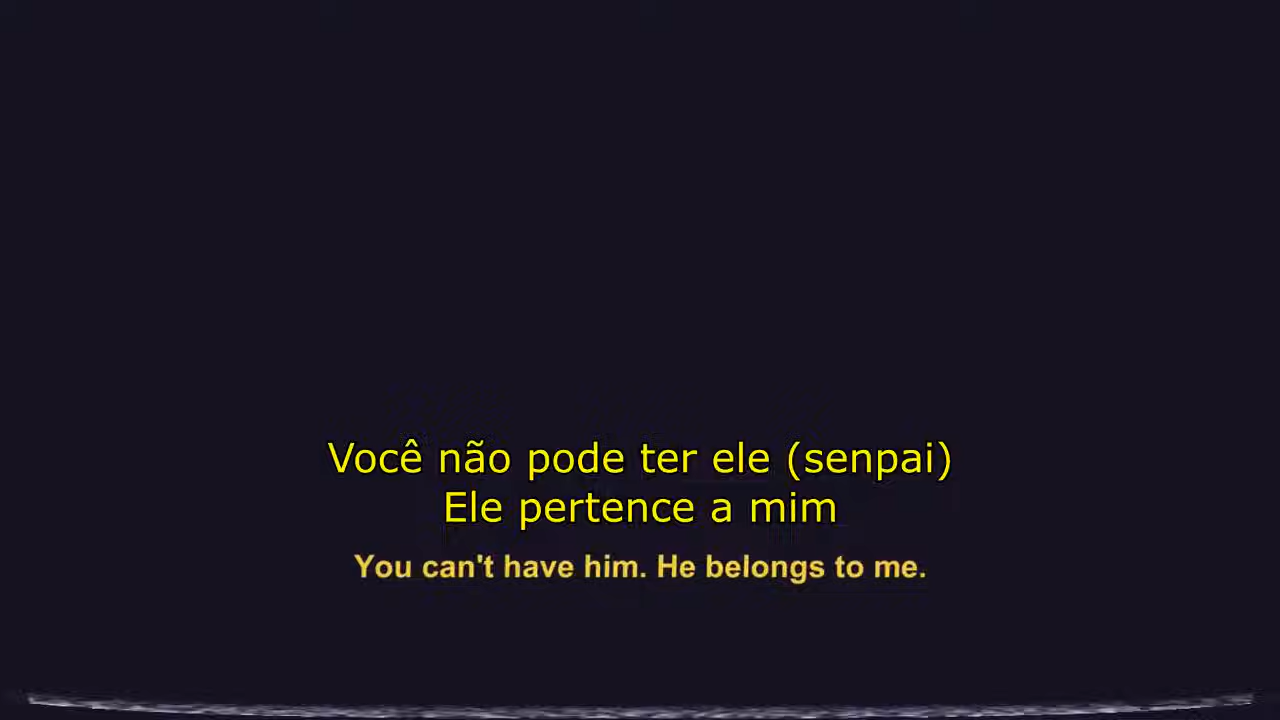 Você não pode ter ele (senpai)
Ele pertence a mim
You can't have him. He belongs to me.